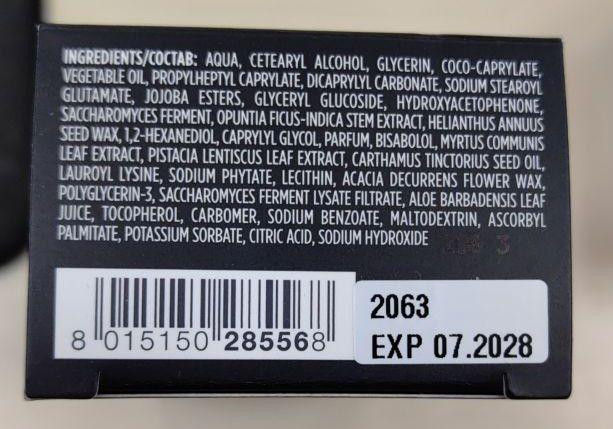 INGREDIENTS/СОСТАВ: AQUA, CETEARYL ALCOHOL, GLYCERIN, COCO-CAPRYLATE,
VEGETABLE OIL, PROPYLHEPTYL CAPRYLATE, DICAPRYLYL CARBONATE, SODIUM STEAROYL
GLUTAMATE, JOJOBA ESTERS, GLYCERYL GLUCOSIDE, HYDROXYACETOPHENONE,
SACCHAROMYCES FERMENT, OPUNTIA FICUS-INDICA STEM EXTRACT, HELIANTHUS ANNUUS
SEED WAX, 1,2-HEXANEDIOL, CAPRYLYL GLYCOL, PARFUM, BISABOLOL, MYRTUS COMMUNIS
LEAF EXTRACT, PISTACIA LENTISCUS LEAF EXTRACT, CARTHAMUS TINCTORIUS SEED OIL,
LAUROYL LYSINE, SODIUM PHYTATE, LECITHIN, ACACIA DECURRENS FLOWER WAX,
POLYGLYCERIN-3, SACCHAROMYCES FERMENT LYSATE FILTRATE, ALOE BARBADENSIS LEAF
JUICE, TOCOPHEROL, CARBOMER, SODIUM BENZOATE, MALTODEXTRIN, ASCORBYL
PALMITATE, POTASSIUM SORBATE, CITRIC ACID, SODIUM HYDROXIDE
8 015150 285568
2063
EXP 07.2028